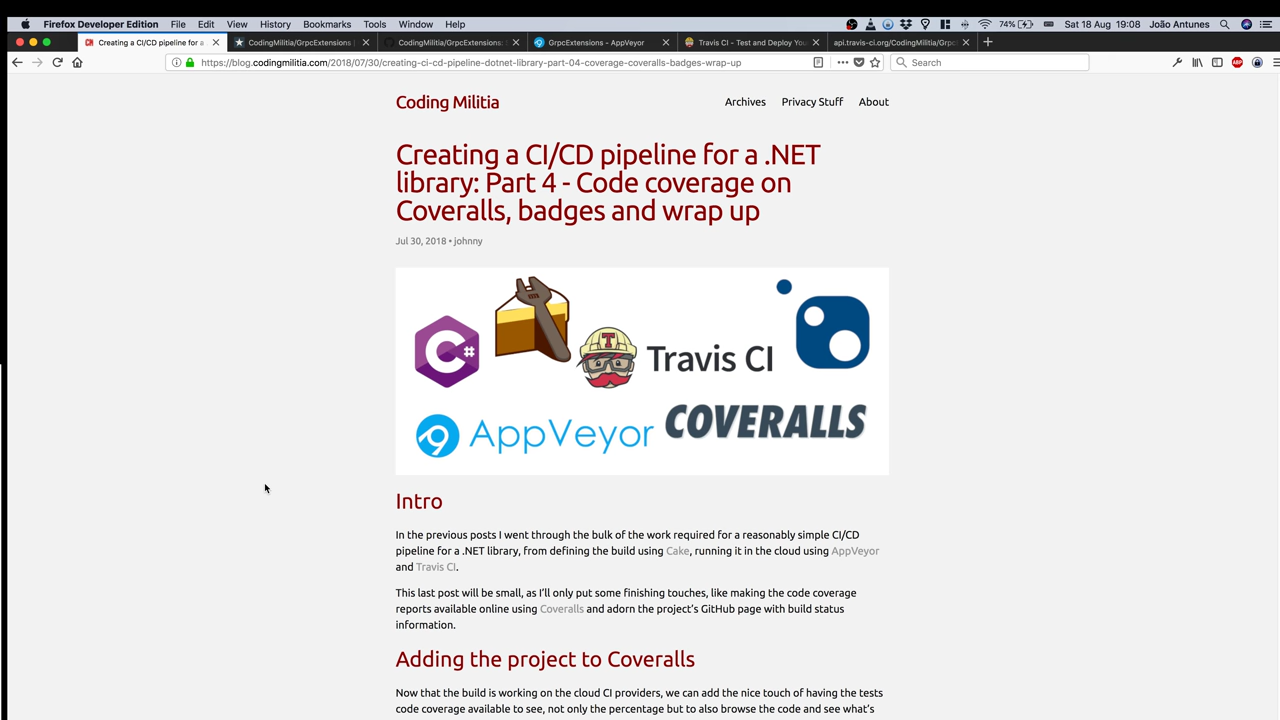 Firefox Developer Edition File Edit View History Bookmarks Tools Window Help 74% Sat 18 Aug 19:08 João Antunes
Creating a CI/CD pipeline for a CodingMilitia/GrpcExtensions CodingMilitia/GrpcExtensions: GrpcExtensions - AppVeyor Travis CI - Test and Deploy You api.travis-ci.org/CodingMilitia/Grpc
https://blog.codingmilitia.com/2018/07/30/creating-ci-cd-pipeline-dotnet-library-part-04-coverage-coveralls-badges-wrap-up Search ABP
Coding Militia Archives Privacy Stuff About
Creating a CI/CD pipeline for a .NET
library: Part 4 - Code coverage on
Coveralls, badges and wrap up
Jul 30, 2018 • johnny
C#
T
Travis CI
AppVeyor
COVERALLS
Intro
In the previous posts I went through the bulk of the work required for a reasonably simple CI/CD
pipeline for a .NET library, from defining the build using Cake, running it in the cloud using AppVeyor
and Travis CI.
This last post will be small, as I'll only put some finishing touches, like making the code coverage
reports available online using Coveralls and adorn the project's GitHub page with build status
information.
Adding the project to Coveralls
Now that the build is working on the cloud CI providers, we can add the nice touch of having the tests
code coverage available to see, not only the percentage but to also browse the code and see what's